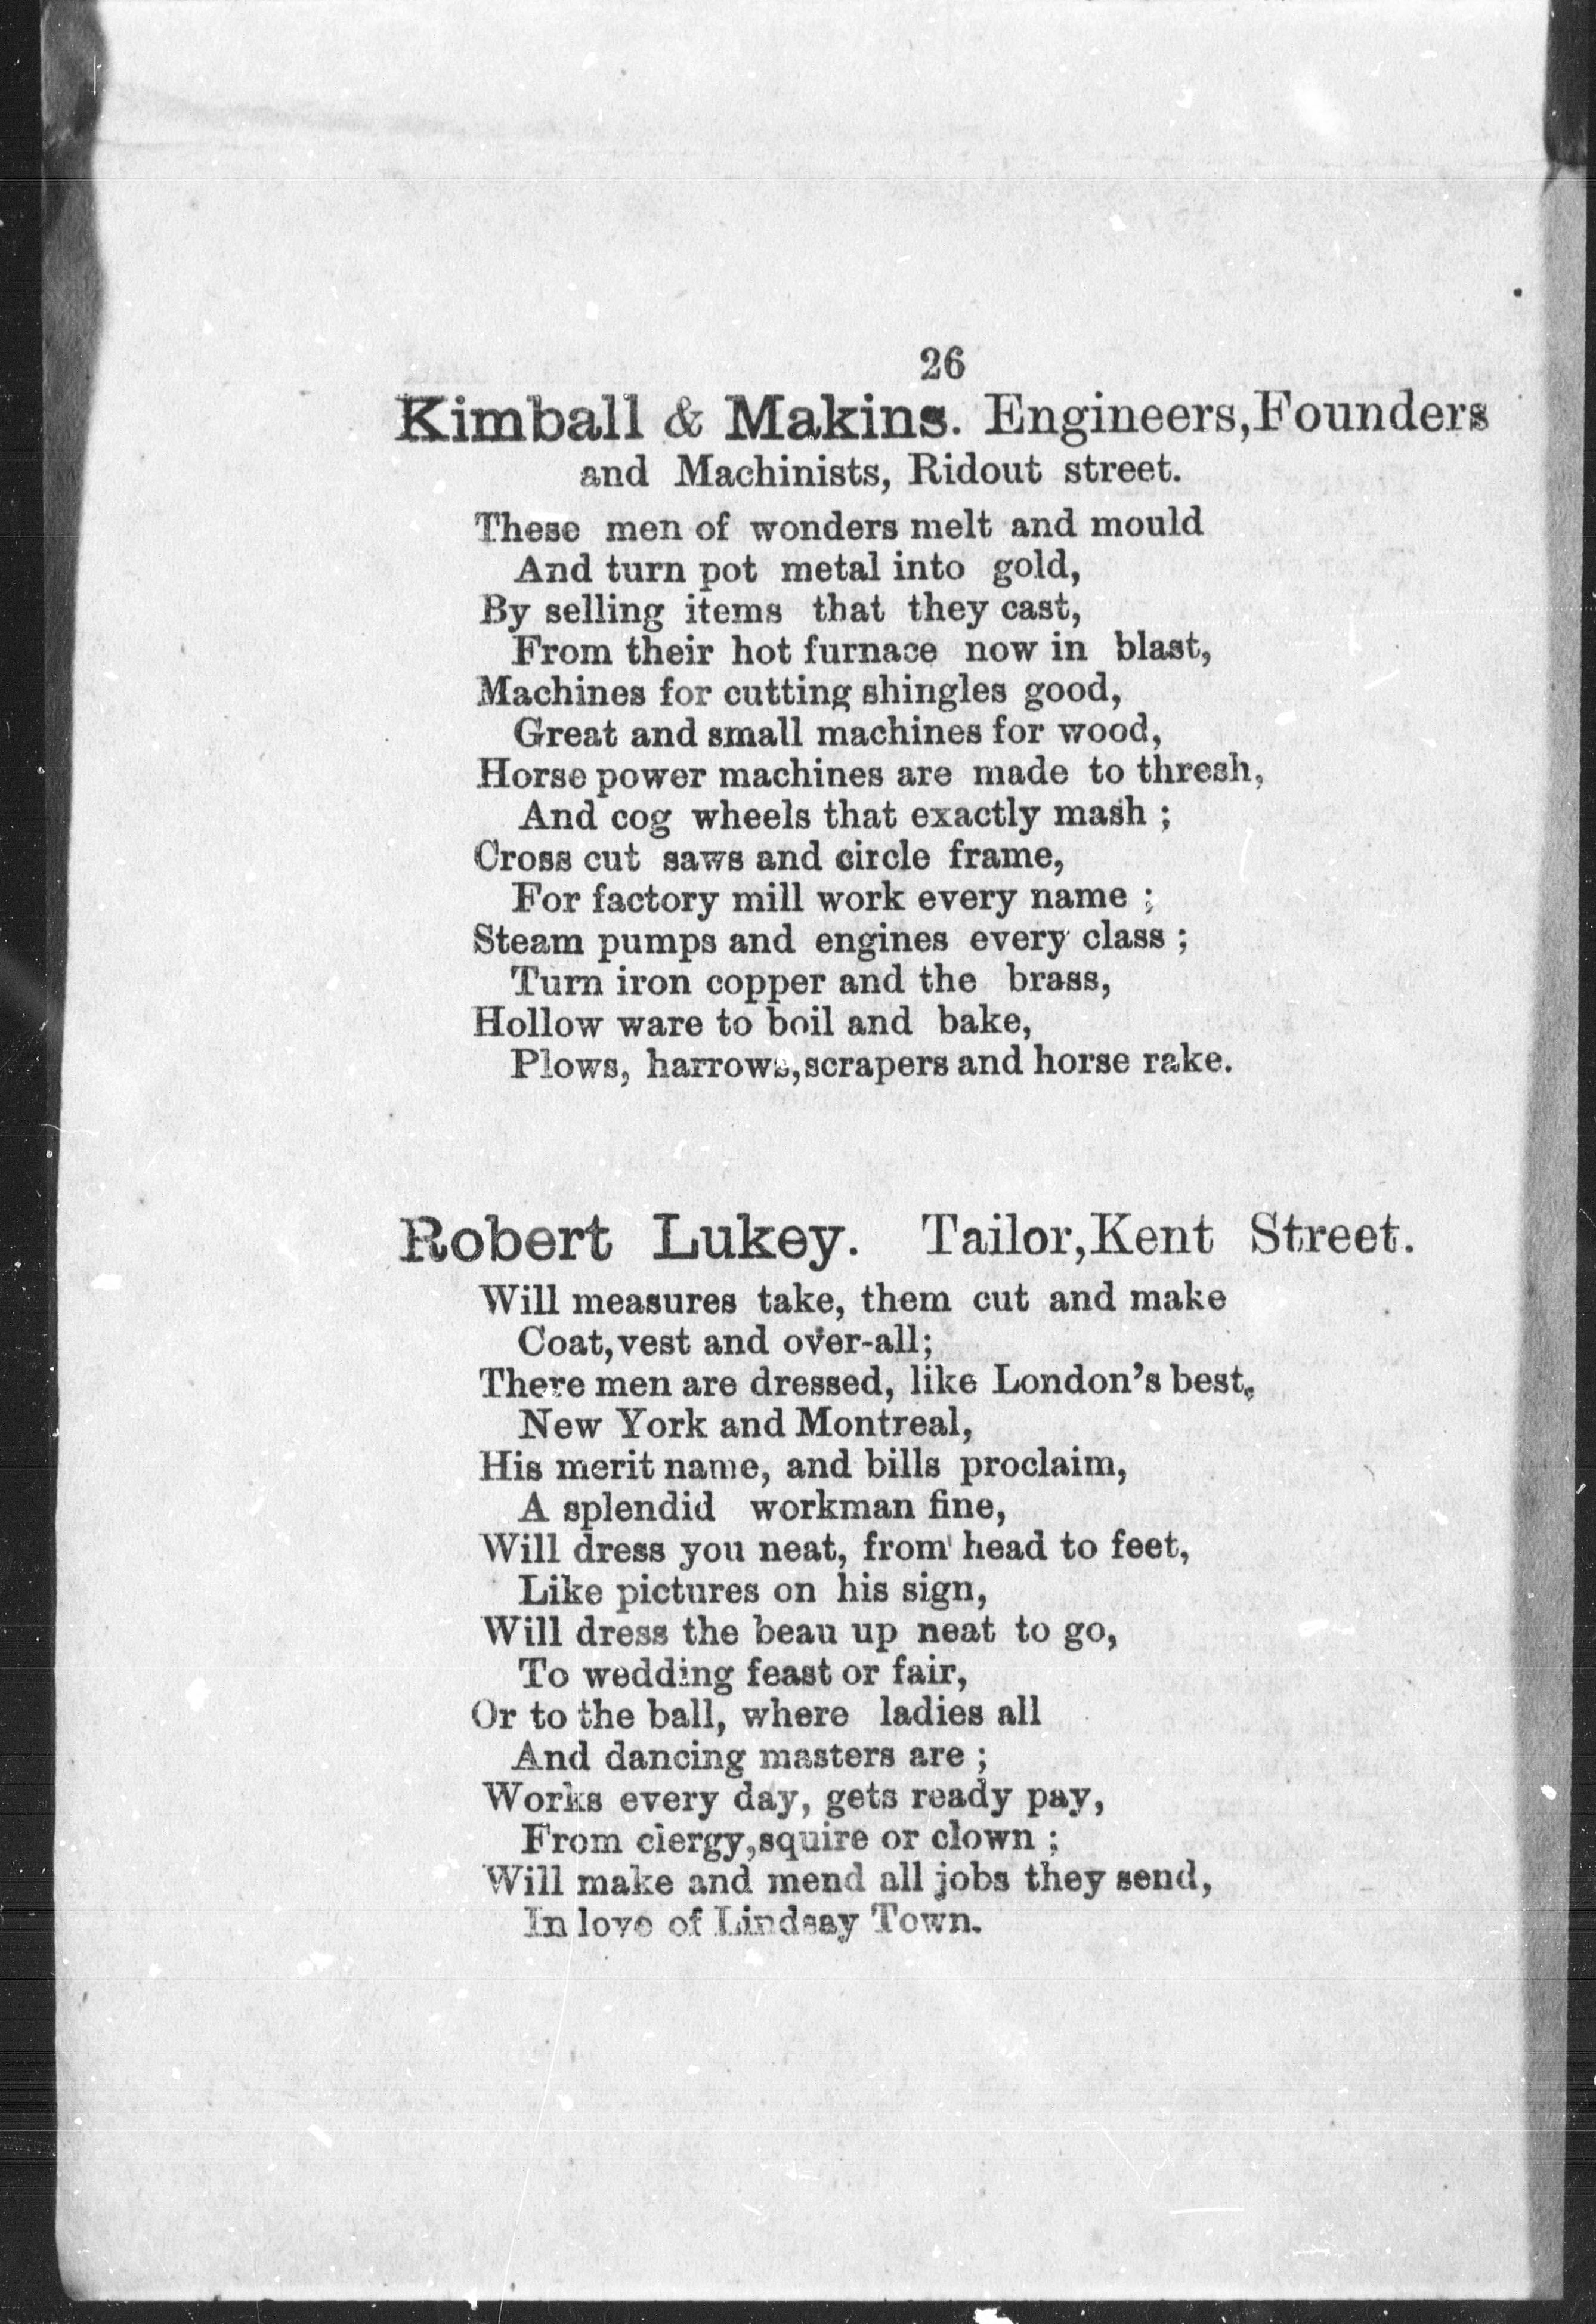 26
Kimball & Makins. Engineers,Founders
and Machinists, Ridout street.
These men of wonders melt and mould
And turn pot metal into gold,
By selling items that they cast,
From their hot furnace now in blast,
Machines for cutting shingles good,
Great and small machines for wood,
Horse power machines are made to thresh,
And cog wheels that exactly mash ;
Cross cut saws and circle frame,
For factory mill work every name ;
Steam pumps and engines every class ;
Turn iron copper and the brass,
Hollow ware to boil and bake,
Plows, harrows,scrapers and horse rake.
Robert Lukey. Tailor,Kent Street.
Will measures take, them cut and make
Coat,vest and over-all;
There men are dressed, like London's best,
New York and Montreal,
His merit name, and bills proclaim,
A splendid workman fine,
Will dress you neat, from head to feet,
Like pictures on his sign,
Will dress the beau up neat to go,
To wedding feast or fair,
Or to the ball, where ladies all
And dancing masters are ;
Works every day, gets ready pay,
From clergy,squire or clown ;
Will make and mend all jobs they send,
In love of Lindsay Town.